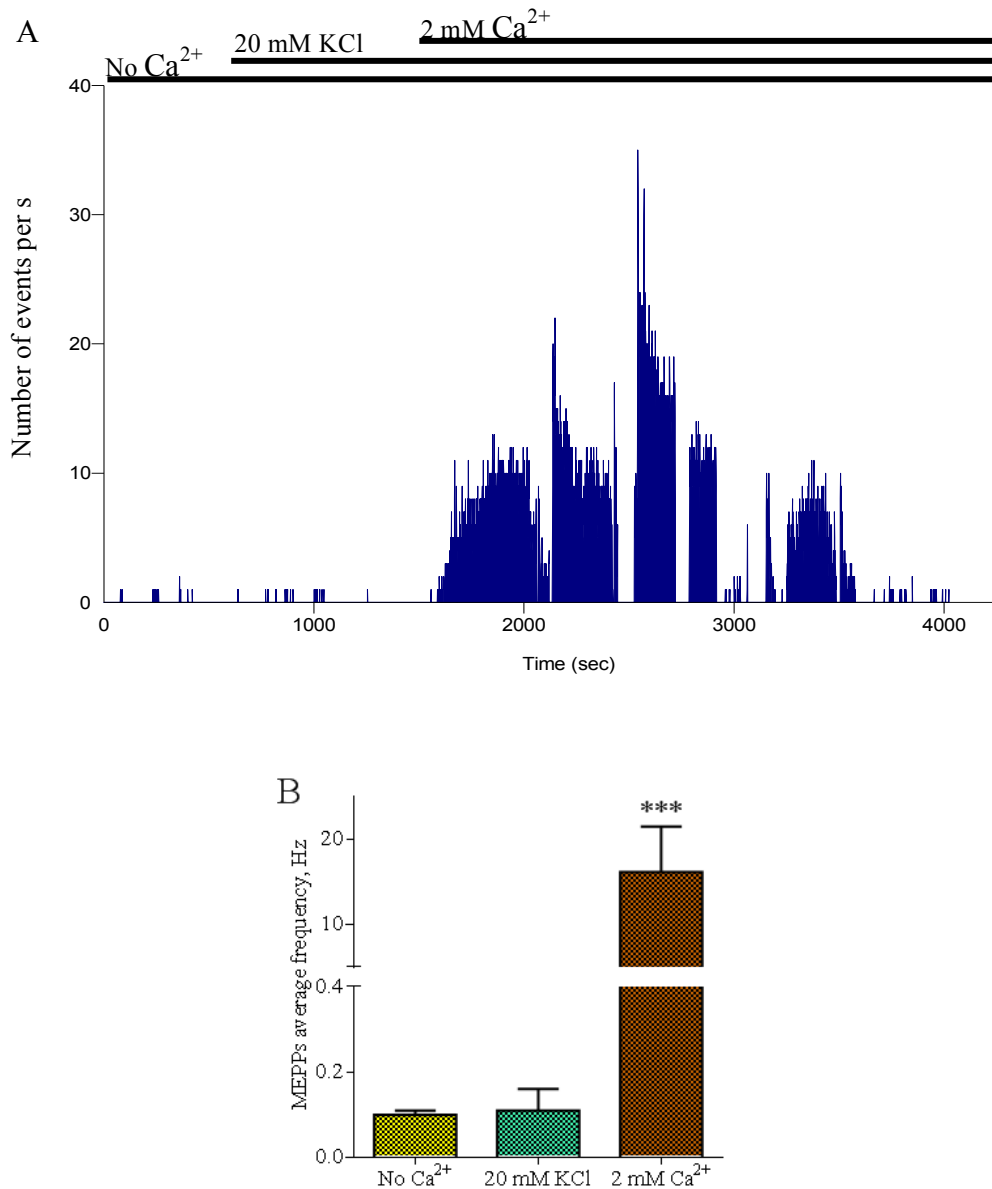 A
2 mM Ca²⁺
20 mM KCl
No Ca²⁺
40
30
20
10
0
Number of events per s
0 1000 2000 3000 4000
Time (sec)
B
***
20
10
0.4
0.2
0.0
MEPPs average frequency, Hz
No Ca²⁺ 20 mM KCl 2 mM Ca²⁺